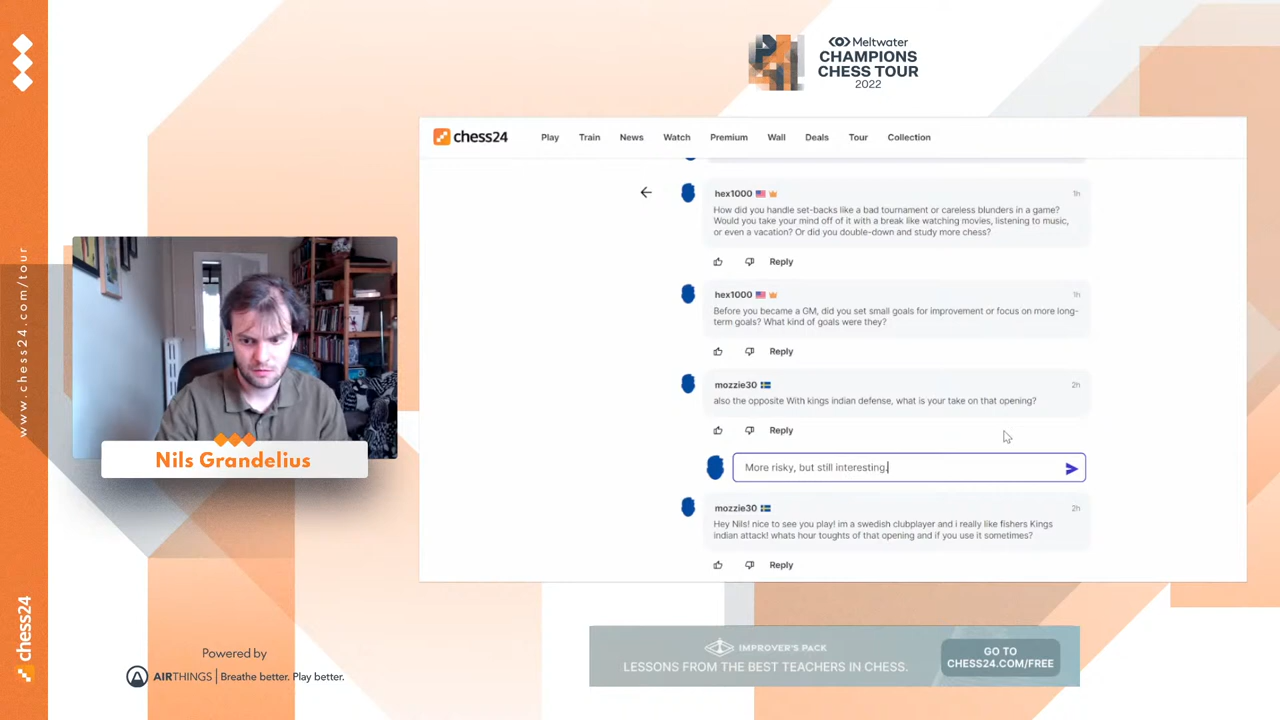 Meltwater
CHAMPIONS
CHESS TOUR
2022
www.chess24.com/tour
chess24
chess24
Play Train News Watch Premium Wall Deals Tour Collection
hex1000
1h
How did you handle set-backs like a bad tournament or careless blunders in a game?
Would you take your mind off of it with a break like watching movies, listening to music,
or even a vacation? Or did you double-down and study more chess?
Reply
hex1000
1h
Before you became a GM, did you set small goals for improvement or focus on more long-
term goals? What kind of goals were they?
Reply
mozzie30
2h
also the opposite With kings indian defense, what is your take on that opening?
Reply
More risky, but still interesting.
mozzie30
2h
Hey Nils! nice to see you play! im a swedish clubplayer and i really like fishers Kings
indian attack! whats hour toughts of that opening and if you use it sometimes?
Reply
Nils Grandelius
Powered by
AIRTHINGS Breathe better. Play better.
IMPROVER'S PACK
LESSONS FROM THE BEST TEACHERS IN CHESS.
GO TO
CHESS24.COM/FREE